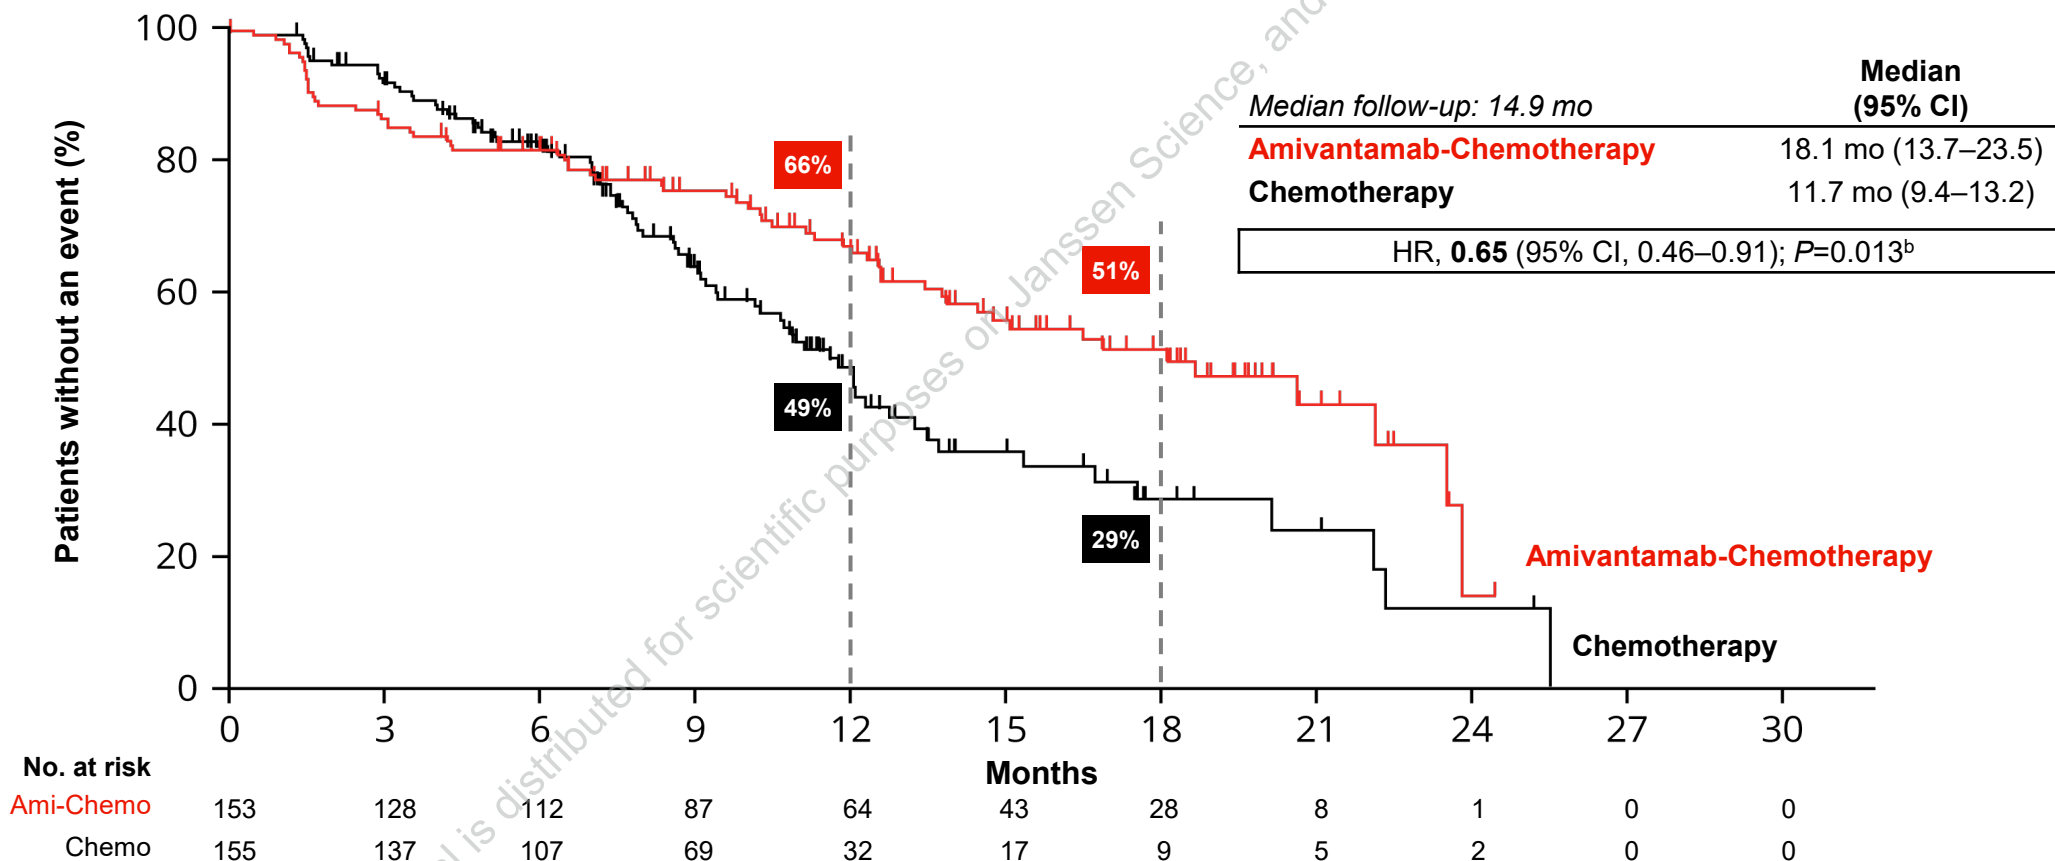 Patients without an event (%)
100
80
60
40
20
0
66%
49%
51%
29%
Median follow-up: 14.9 mo
Median
(95% CI)
Amivantamab-Chemotherapy 18.1 mo (13.7–23.5)
Chemotherapy 11.7 mo (9.4–13.2)
HR, 0.65 (95% CI, 0.46–0.91); P=0.013ᵇ
Amivantamab-Chemotherapy
Chemotherapy
0 3 6 9 12 15 18 21 24 27 30
Months
No. at risk
Ami-Chemo 153 128 112 87 64 43 28 8 1 0 0
Chemo 155 137 107 69 32 17 9 5 2 0 0
is distributed for scientific purposes on Janssen Science, and